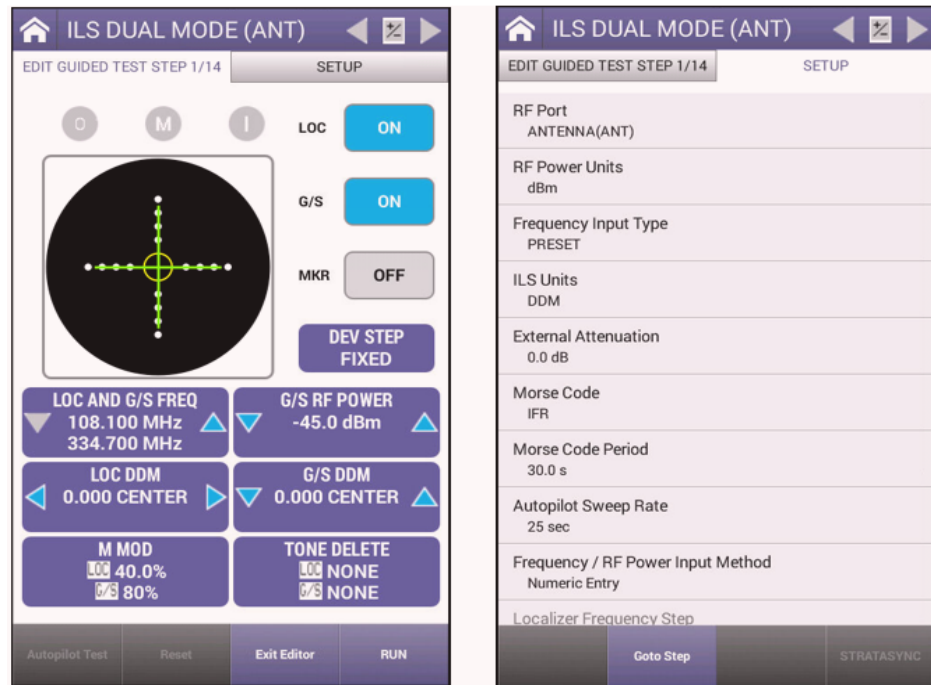 ILS DUAL MODE (ANT)
EDIT GUIDED TEST STEP 1/14
SETUP
O M I
LOC
ON
G/S
ON
MKR
OFF
DEV STEP
FIXED
LOC AND G/S FREQ
108.100 MHz
334.700 MHz
G/S RF POWER
-45.0 dBm
LOC DDM
0.000 CENTER
G/S DDM
0.000 CENTER
M MOD
LOC 40.0%
G/S 80%
TONE DELETE
LOC NONE
G/S NONE
Autopilot Test
Reset
Exit Editor
RUN
ILS DUAL MODE (ANT)
EDIT GUIDED TEST STEP 1/14
SETUP
RF Port
ANTENNA(ANT)
RF Power Units
dBm
Frequency Input Type
PRESET
ILS Units
DDM
External Attenuation
0.0 dB
Morse Code
IFR
Morse Code Period
30.0 s
Autopilot Sweep Rate
25 sec
Frequency / RF Power Input Method
Numeric Entry
Localizer Frequency Step
Goto Step
STRATASYNC